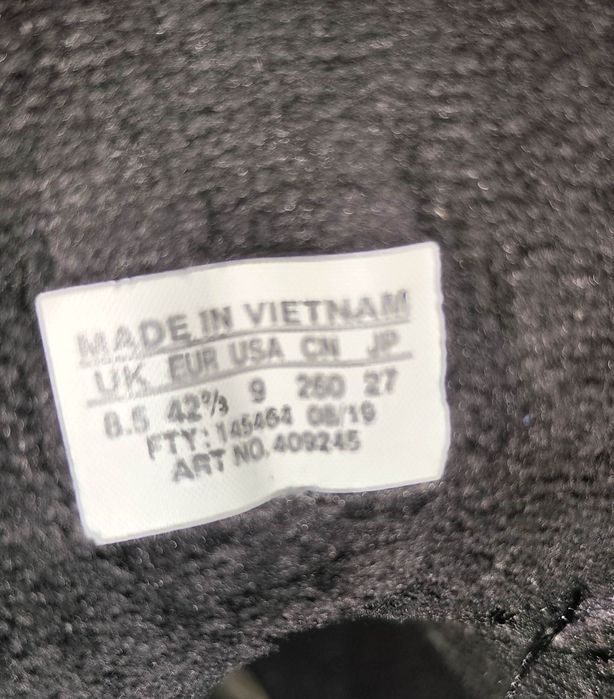 MADE IN VIETNAM
UK EUR USA CN JP
8.5 42⅔ 9 260 27
FTY: 145464 08/19
ART NO. 409245